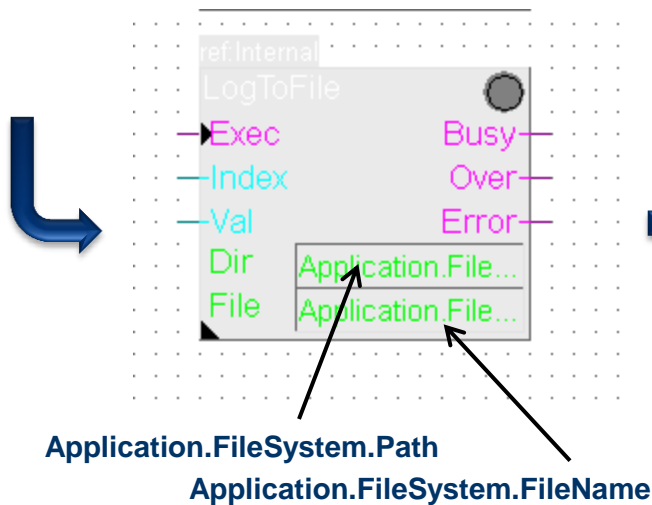 ref:Internal
LogToFile
Exec Busy
Index Over
Val Error
Dir Application.File...
File Application.File...
Application.FileSystem.Path
Application.FileSystem.FileName